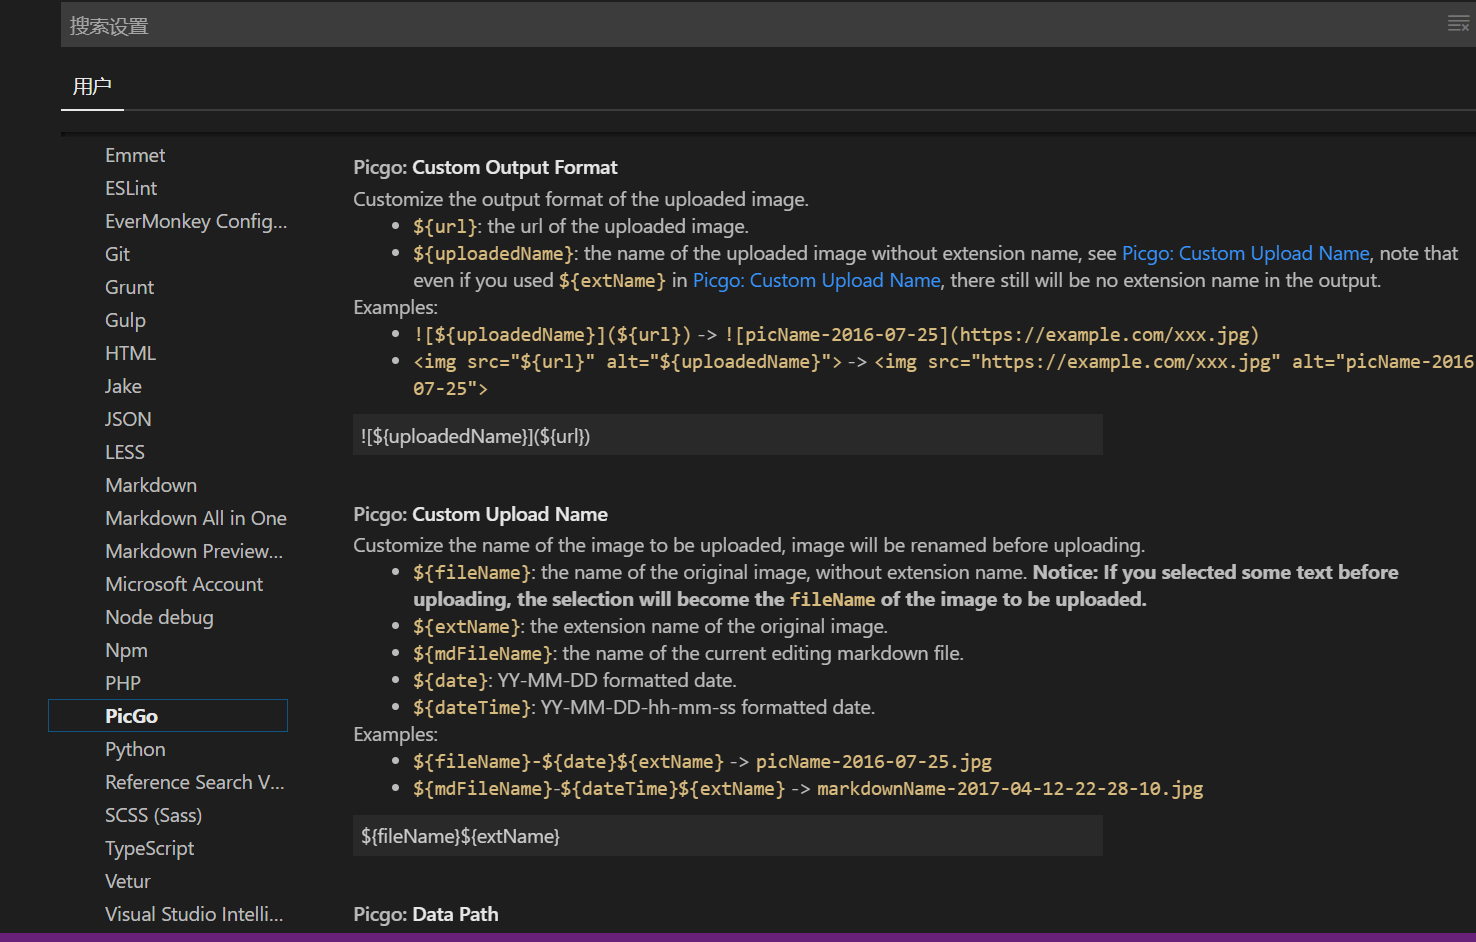 搜索设置
用户
Emmet
ESLint
EverMonkey Config...
Git
Grunt
Gulp
HTML
Jake
JSON
LESS
Markdown
Markdown All in One
Markdown Preview...
Microsoft Account
Node debug
Npm
PHP
PicGo
Python
Reference Search V...
SCSS (Sass)
TypeScript
Vetur
Visual Studio Intelli...
Picgo: Custom Output Format
Customize the output format of the uploaded image.
• ${url}: the url of the uploaded image.
• ${uploadedName}: the name of the uploaded image without extension name, see Picgo: Custom Upload Name, note that
even if you used ${extName} in Picgo: Custom Upload Name, there still will be no extension name in the output.
Examples:
• ![${uploadedName}](${url}) -> ![picName-2016-07-25](https://example.com/xxx.jpg)
• <img src="${url}" alt="${uploadedName}"> -> <img src="https://example.com/xxx.jpg" alt="picName-2016
07-25">
![${uploadedName}](${url})
Picgo: Custom Upload Name
Customize the name of the image to be uploaded, image will be renamed before uploading.
• ${fileName}: the name of the original image, without extension name. Notice: If you selected some text before
uploading, the selection will become the fileName of the image to be uploaded.
• ${extName}: the extension name of the original image.
• ${mdFileName}: the name of the current editing markdown file.
• ${date}: YY-MM-DD formatted date.
• ${dateTime}: YY-MM-DD-hh-mm-ss formatted date.
Examples:
• ${fileName}-${date}${extName} -> picName-2016-07-25.jpg
• ${mdFileName}-${dateTime}${extName} -> markdownName-2017-04-12-22-28-10.jpg
${fileName}${extName}
Picgo: Data Path